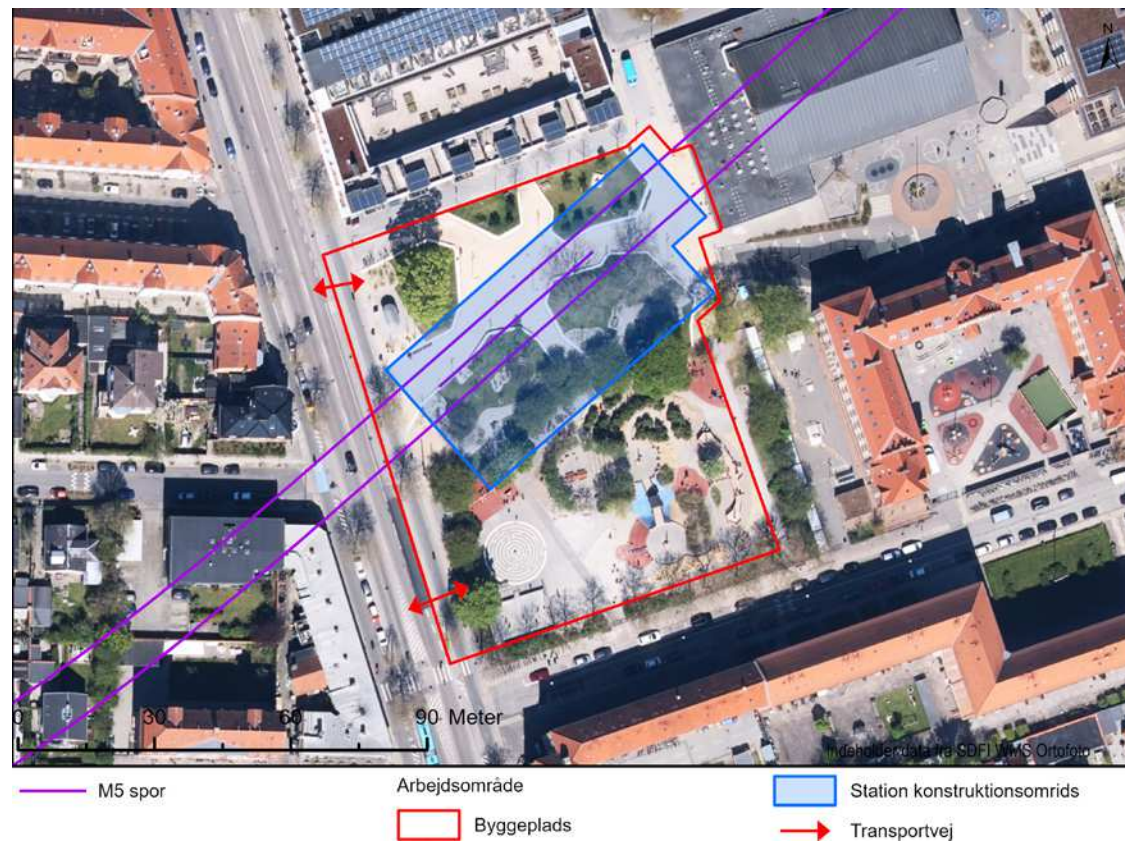 N
0 30 60 90 Meter
Indeholder data fra SDFI WMS Ortofoto
M5 spor
Arbejdsområde
Byggeplads
Station konstruktionsomrids
Transportvej